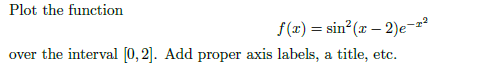 Plot the function
f(x) = sin²(x − 2)e^{−x²}
over the interval [0, 2]. Add proper axis labels, a title, etc.